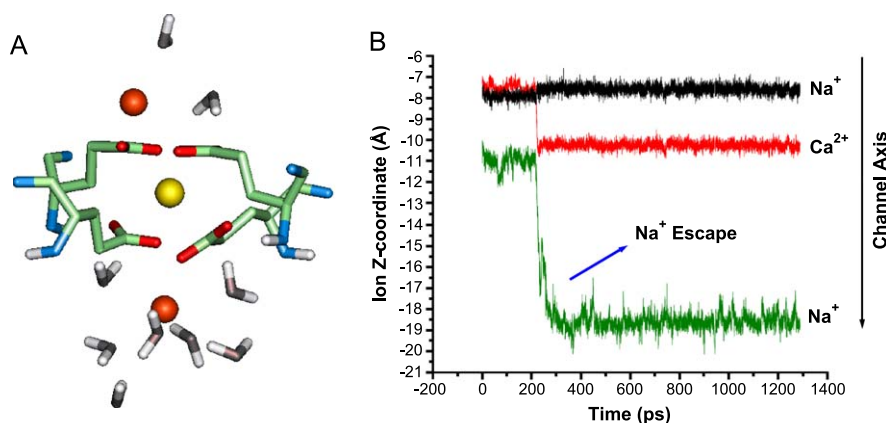 A
B
-6
-7
-8
-9
-10
-11
-12
-13
-14
-15
-16
-17
-18
-19
-20
-21
Ion Z-coordinate (Å)
-200
0
200
400
600
800
1000
1200
1400
Time (ps)
Na⁺
Ca²⁺
Na⁺ Escape
Na⁺
Channel Axis